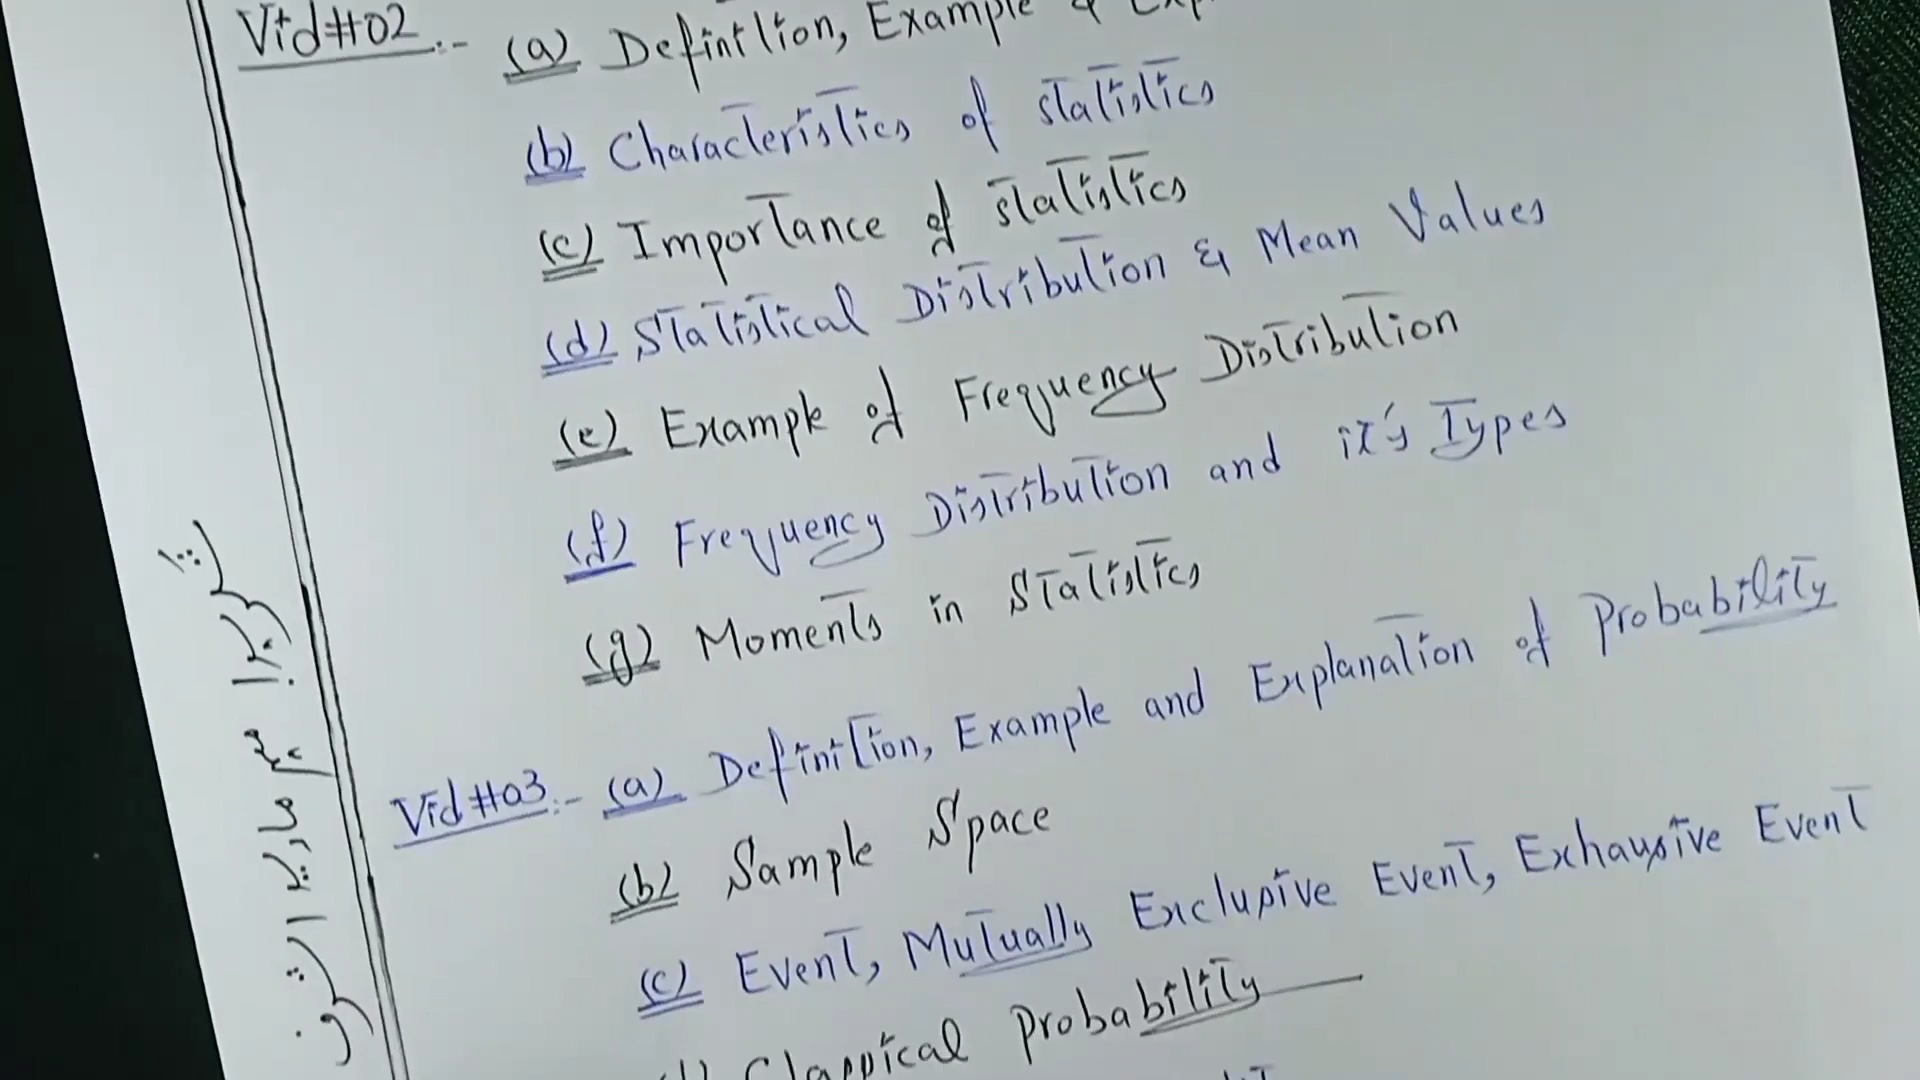 Vid#02:- (a) Definition, Example &
(b) Characteristics of statistics
(c) Importance of statistics
(d) Statistical Distribution & Mean Values
(e) Example of Frequency Distribution
(f) Frequency Distribution and it's Types
(g) Moments in Statistics
Vid#03:- (a) Definition, Example and Explanation of Probability
(b) Sample Space
(c) Event, Mutually Exclusive Event, Exhaustive Event
Classical Probability